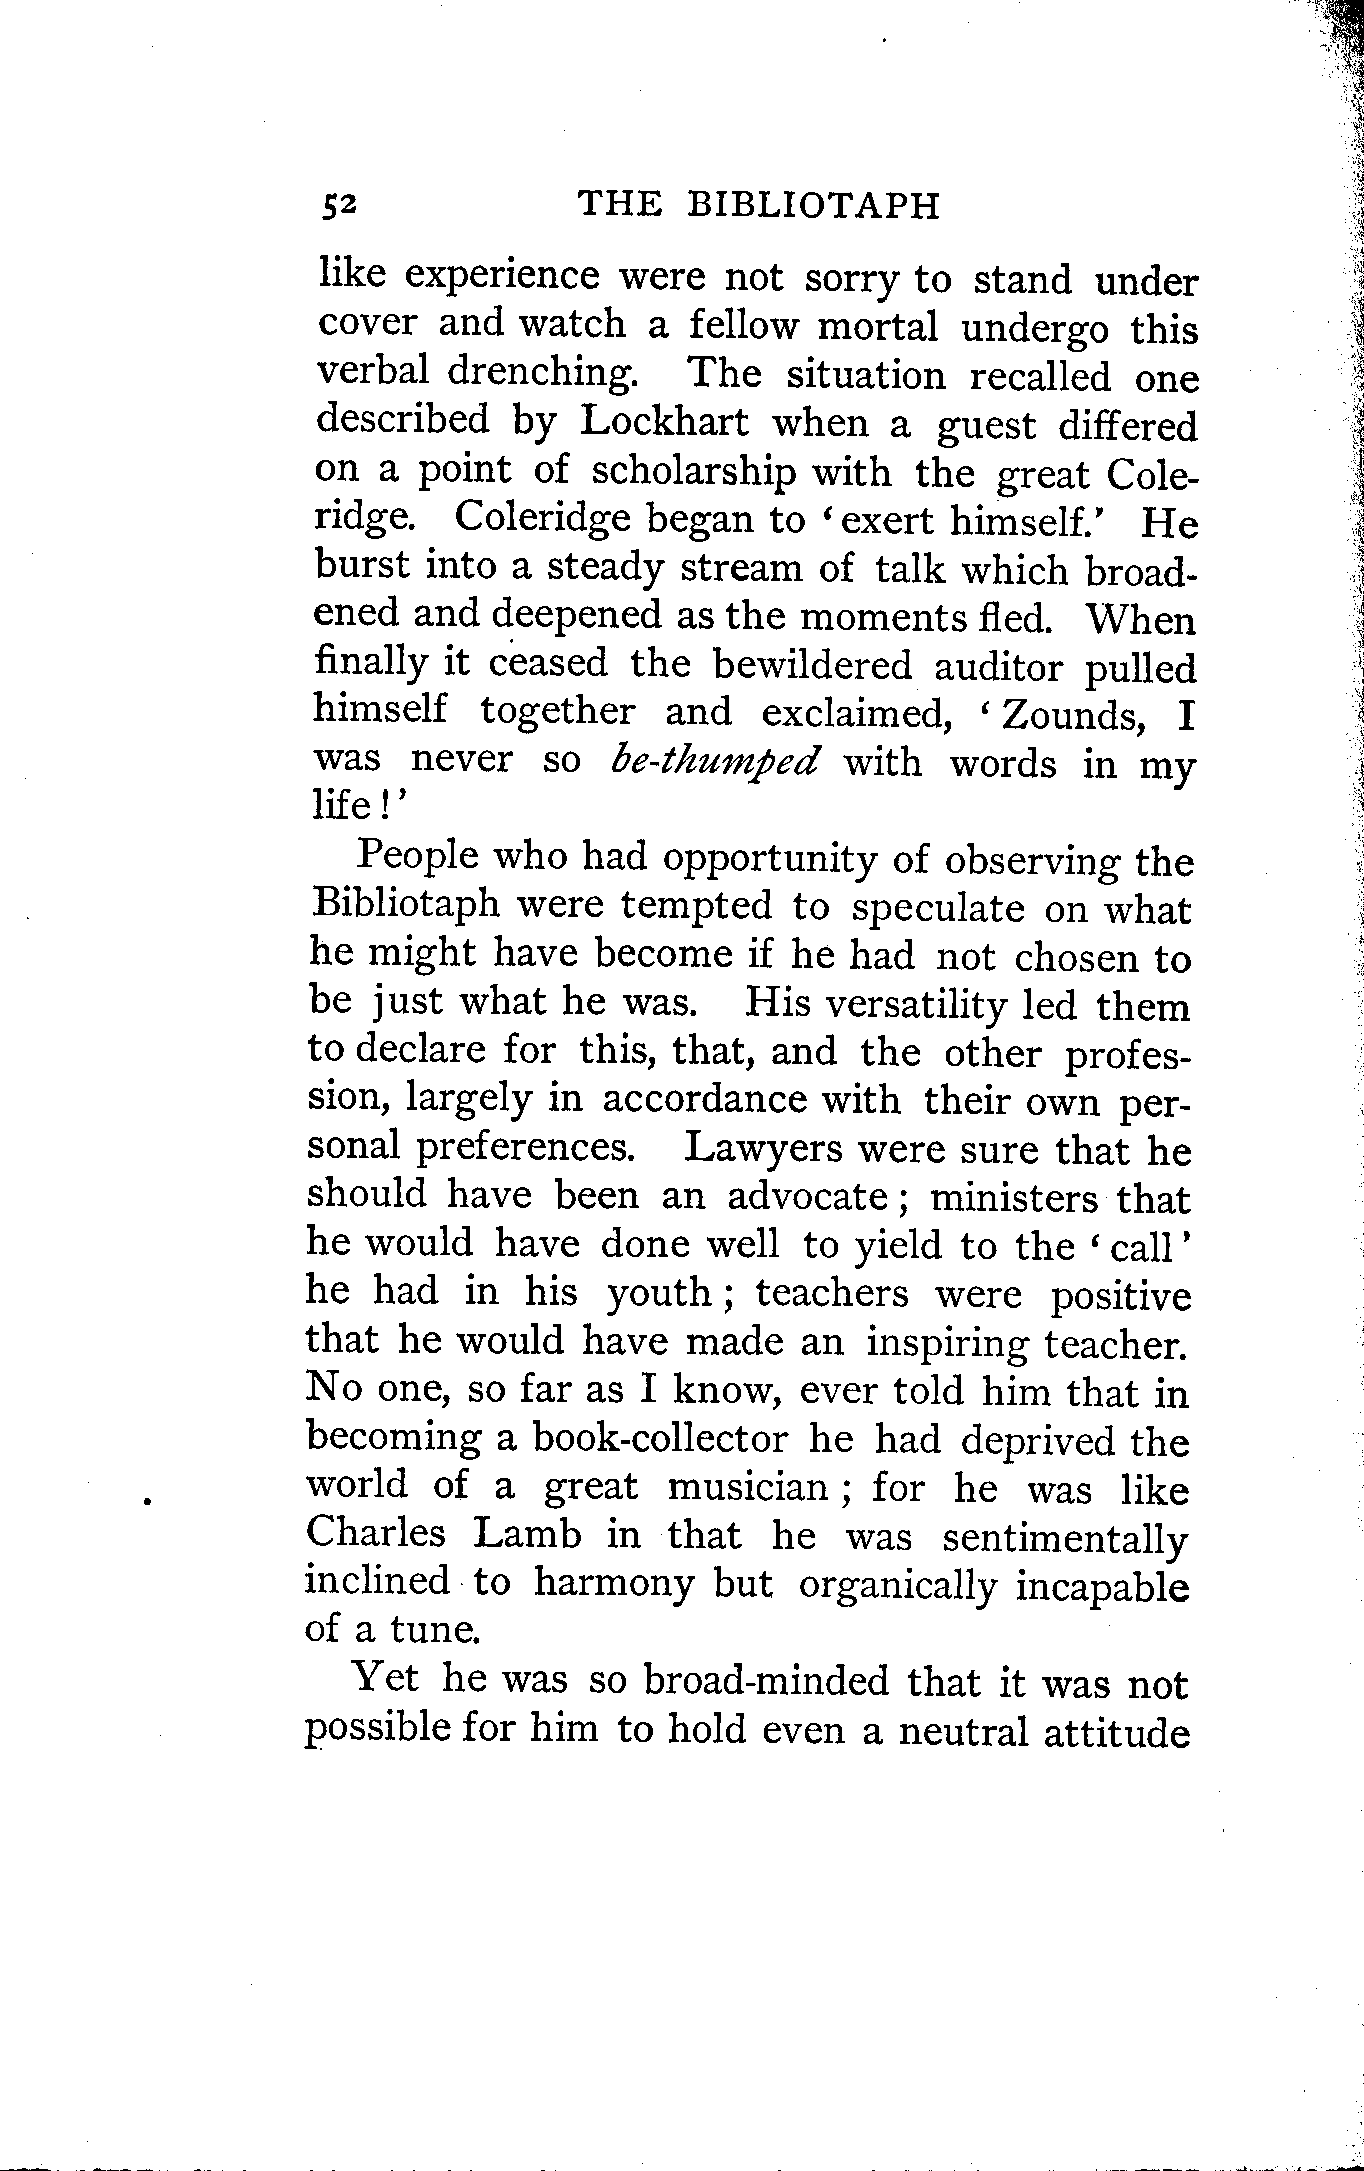 52 THE BIBLIOTAPH
like experience were not sorry to stand under
cover and watch a fellow mortal undergo this
verbal drenching. The situation recalled one
described by Lockhart when a guest differed
on a point of scholarship with the great Cole-
ridge. Coleridge began to ‘exert himself.’ He
burst into a steady stream of talk which broad-
ened and deepened as the moments fled. When
finally it ceased the bewildered auditor pulled
himself together and exclaimed, ‘Zounds, I
was never so be-thumped with words in my
life!’
People who had opportunity of observing the
Bibliotaph were tempted to speculate on what
he might have become if he had not chosen to
be just what he was. His versatility led them
to declare for this, that, and the other profes-
sion, largely in accordance with their own per-
sonal preferences. Lawyers were sure that he
should have been an advocate; ministers that
he would have done well to yield to the ‘call’
he had in his youth; teachers were positive
that he would have made an inspiring teacher.
No one, so far as I know, ever told him that in
becoming a book-collector he had deprived the
world of a great musician; for he was like
Charles Lamb in that he was sentimentally
inclined to harmony but organically incapable
of a tune.
Yet he was so broad-minded that it was not
possible for him to hold even a neutral attitude